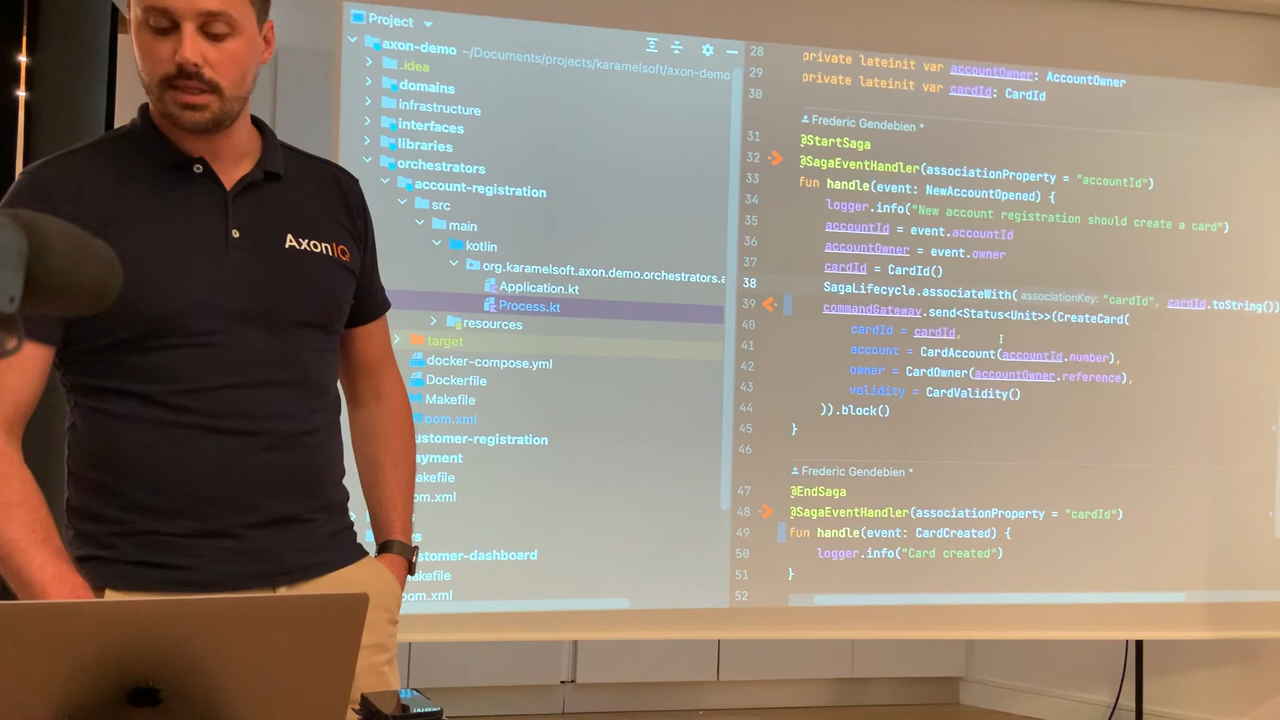 AxonIQ
Project
axon-demo ~/Documents/projects/karamelsoft/axon-demo
.idea
domains
infrastructure
interfaces
libraries
orchestrators
account-registration
src
main
kotlin
org.karamelsoft.axon.demo.orchestrators.a
Application.kt
Process.kt
resources
target
docker-compose.yml
Dockerfile
Makefile
pom.xml
ustomer-registration
ayment
akefile
om.xml
stomer-dashboard
akefile
pom.xml
28 private lateinit var accountOwner: AccountOwner
29 private lateinit var cardId: CardId
30
Frederic Gendebien *
31 @StartSaga
32 @SagaEventHandler(associationProperty = "accountId")
33 fun handle(event: NewAccountOpened) {
34 logger.info("New account registration should create a card")
35 accountId = event.accountId
36 accountOwner = event.owner
37 cardId = CardId()
38 SagaLifecycle.associateWith( associationKey: "cardId", cardId.toString())
39 commandGateway.send<Status<Unit>>(CreateCard(
40 cardId = cardId,
41 account = CardAccount(accountId.number),
42 owner = CardOwner(accountOwner.reference),
43 validity = CardValidity()
44 )).block()
45 }
46
Frederic Gendebien *
47 @EndSaga
48 @SagaEventHandler(associationProperty = "cardId")
49 fun handle(event: CardCreated) {
50 logger.info("Card created")
51 }
52